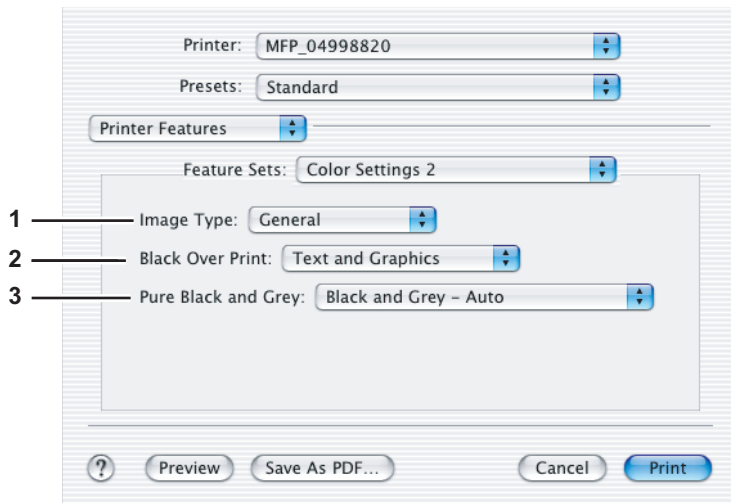 Printer: MFP_04998820
Presets: Standard
Printer Features
Feature Sets: Color Settings 2
1 Image Type: General
2 Black Over Print: Text and Graphics
3 Pure Black and Grey: Black and Grey – Auto
? Preview Save As PDF... Cancel Print